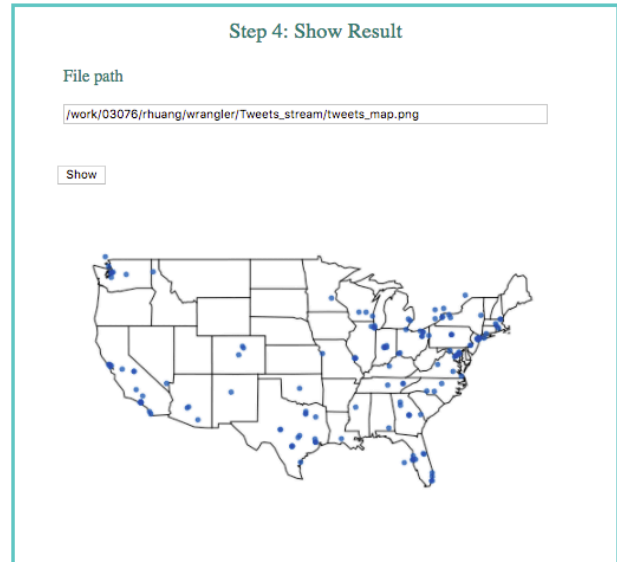 Step 4: Show Result
File path
/work/03076/rhuang/wrangler/Tweets_stream/tweets_map.png
Show